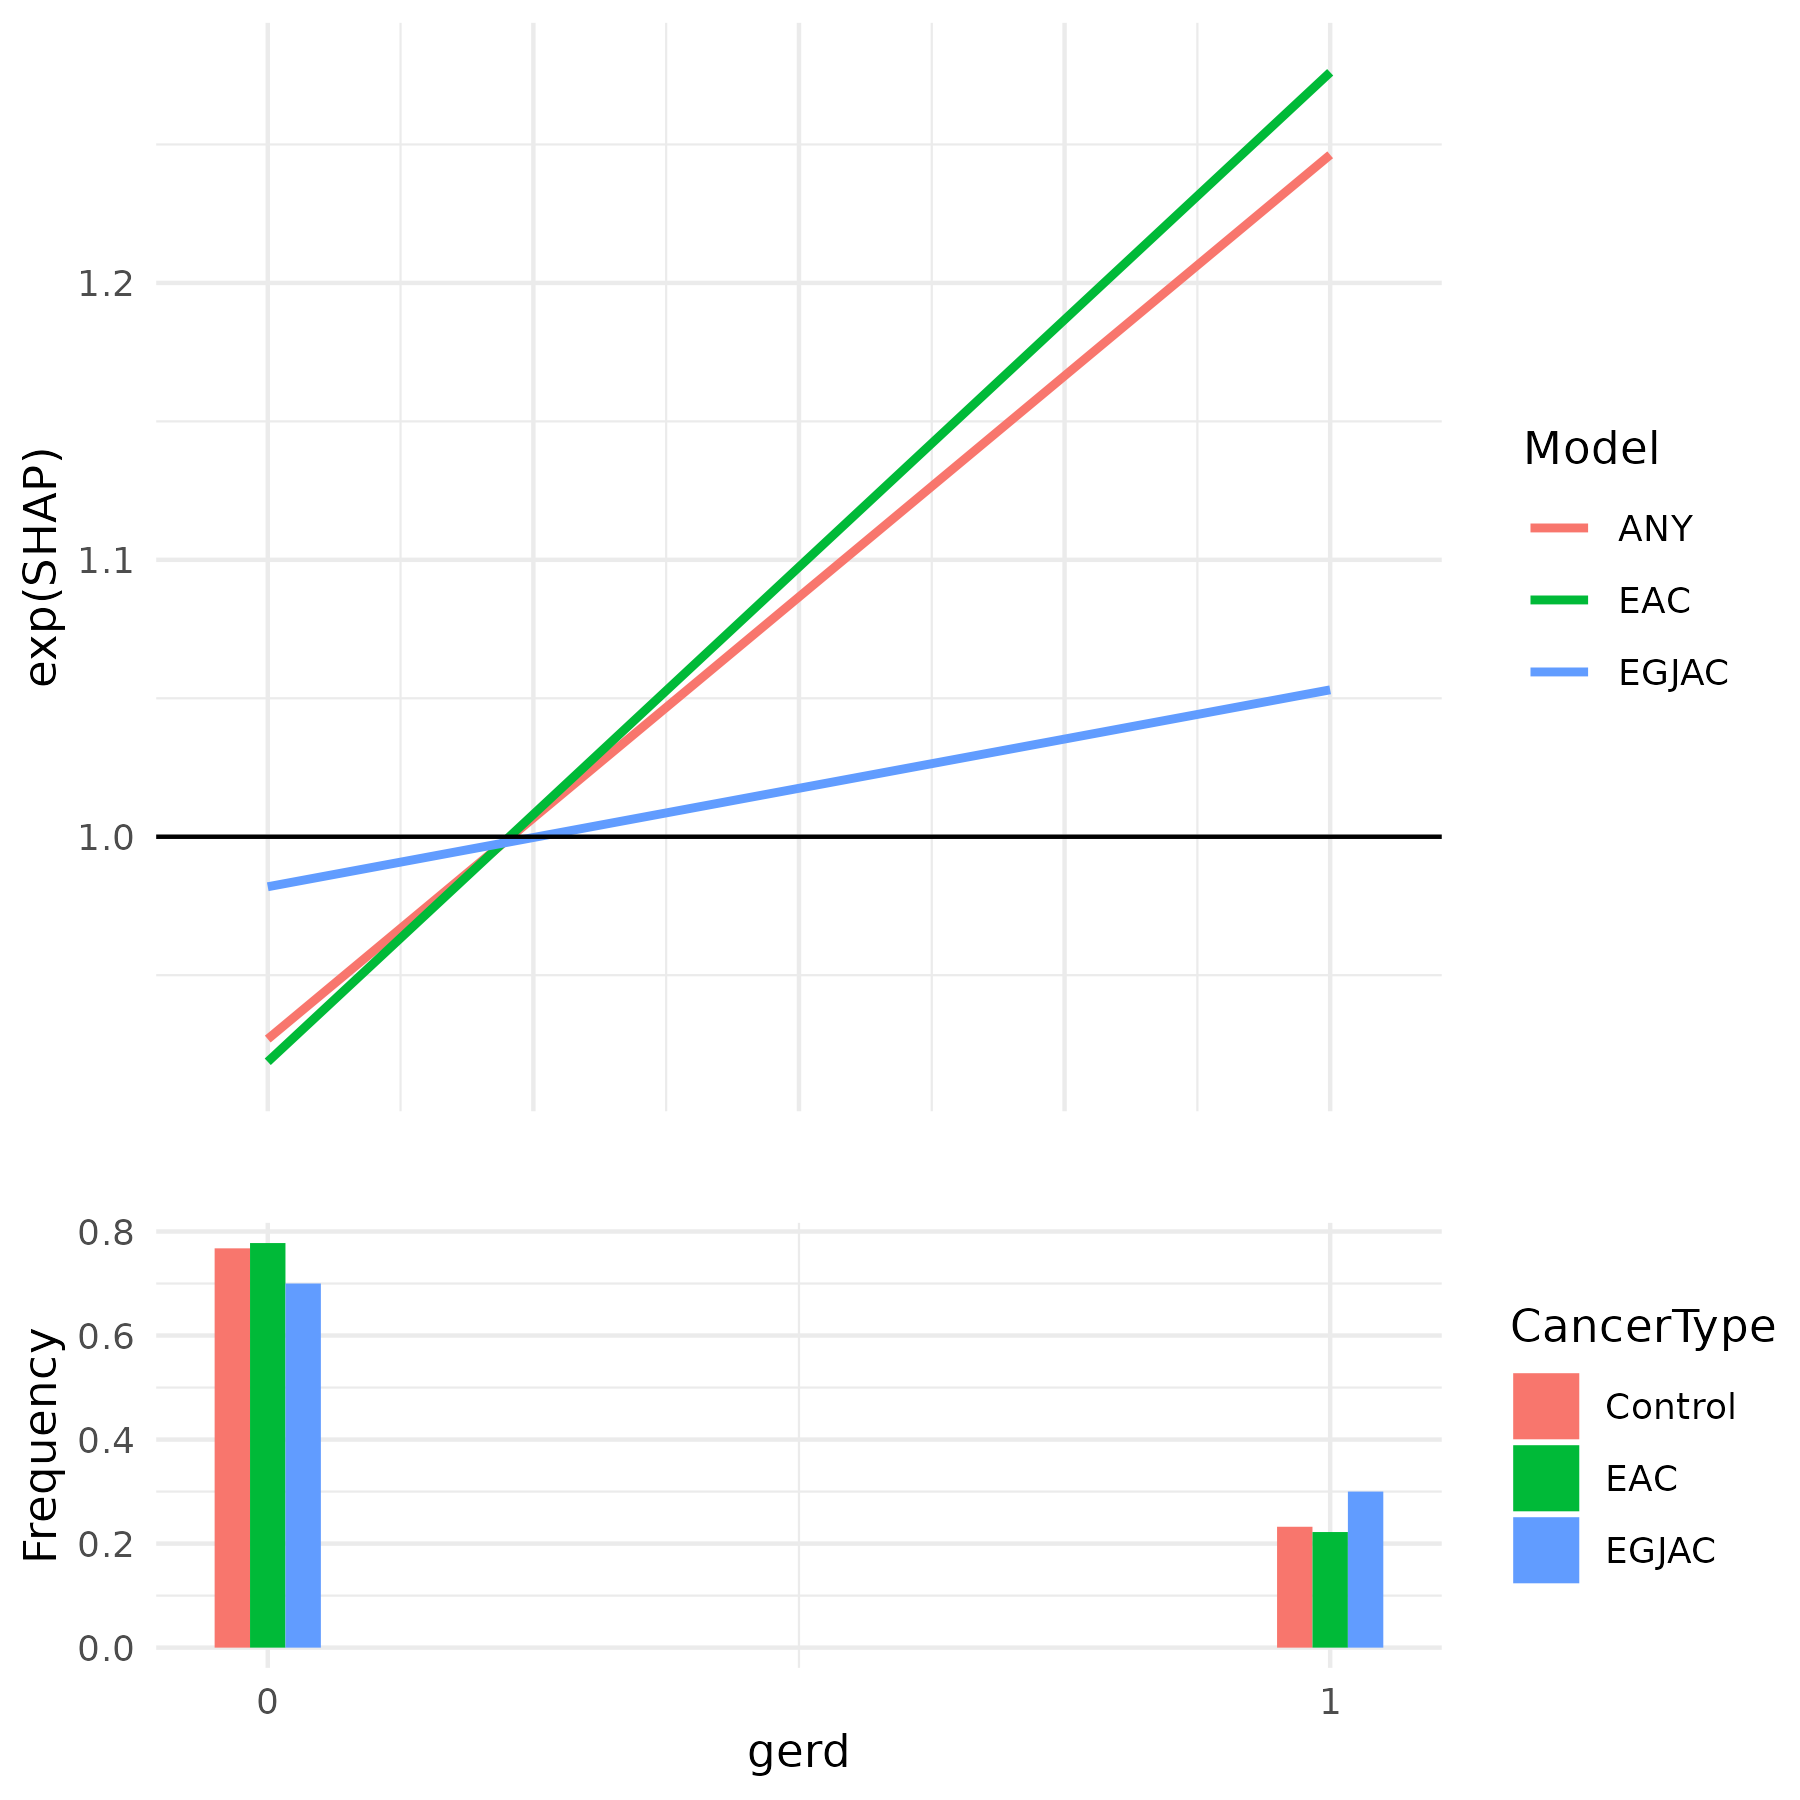 exp(SHAP)
1.2
1.1
1.0
Model
ANY
EAC
EGJAC
Frequency
0.8
0.6
0.4
0.2
0.0
0
1
gerd
CancerType
Control
EAC
EGJAC